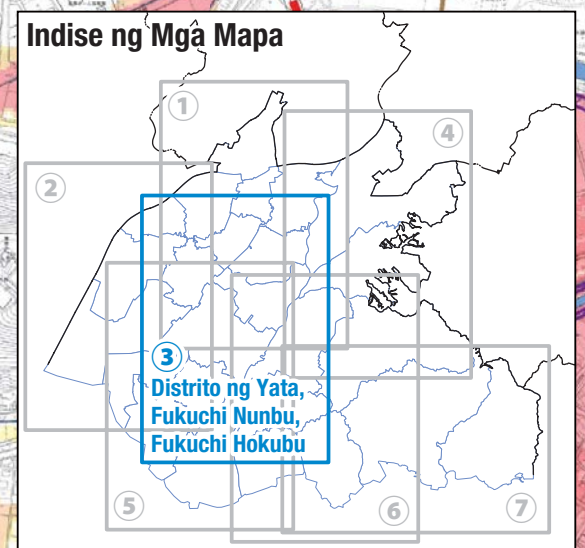 Indise ng Mga Mapa
①
④
②
③
Distrito ng Yata,
Fukuchi Nunbu,
Fukuchi Hokubu
⑤
⑥
⑦